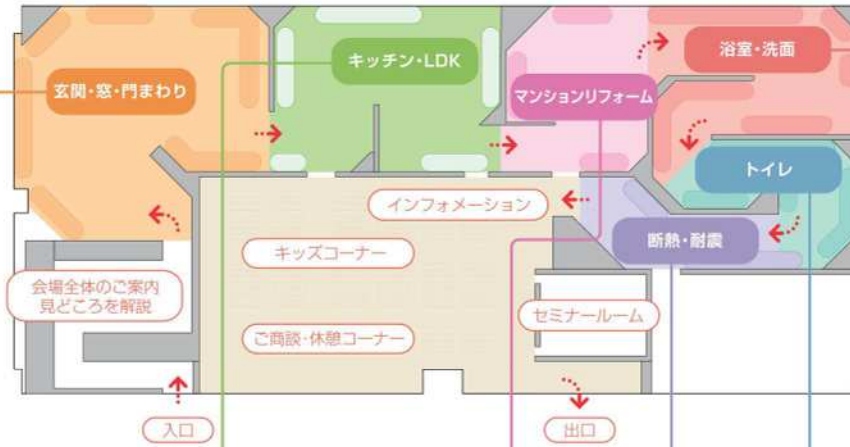 玄関・窓・門まわり
キッチン・LDK
マンションリフォーム
浴室・洗面
トイレ
断熱・耐震
インフォメーション
キッズコーナー
会場全体のご案内
見どころを解説
セミナールーム
ご商談・休憩コーナー
入口
出口